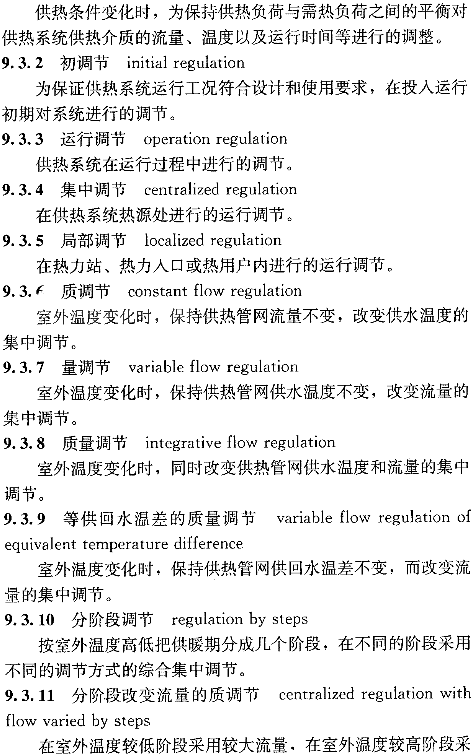 供热条件变化时，为保持供热负荷与需热负荷之间的平衡对
供热系统供热介质的流量、温度以及运行时间等进行的调整。
9.3.2 初调节 initial regulation
为保证供热系统运行工况符合设计和使用要求，在投入运行
初期对系统进行的调节。
9.3.3 运行调节 operation regulation
供热系统在运行过程中进行的调节。
9.3.4 集中调节 centralized regulation
在供热系统热源处进行的运行调节。
9.3.5 局部调节 localized regulation
在热力站、热力入口或热用户内进行的运行调节。
9.3.6 质调节 constant flow regulation
室外温度变化时，保持供热管网流量不变，改变供水温度的
集中调节。
9.3.7 量调节 variable flow regulation
室外温度变化时，保持供热管网供水温度不变，改变流量的
集中调节。
9.3.8 质量调节 integrative flow regulation
室外温度变化时，同时改变供热管网供水温度和流量的集中
调节。
9.3.9 等供回水温差的质量调节 variable flow regulation of
equivalent temperature difference
室外温度变化时，保持供热管网供回水温差不变，而改变流
量的集中调节。
9.3.10 分阶段调节 regulation by steps
按室外温度高低把供暖期分成几个阶段，在不同的阶段采用
不同的调节方式的综合集中调节。
9.3.11 分阶段改变流量的质调节 centralized regulation with
flow varied by steps
在室外温度较低阶段采用较大流量，在室外温度较高阶段采